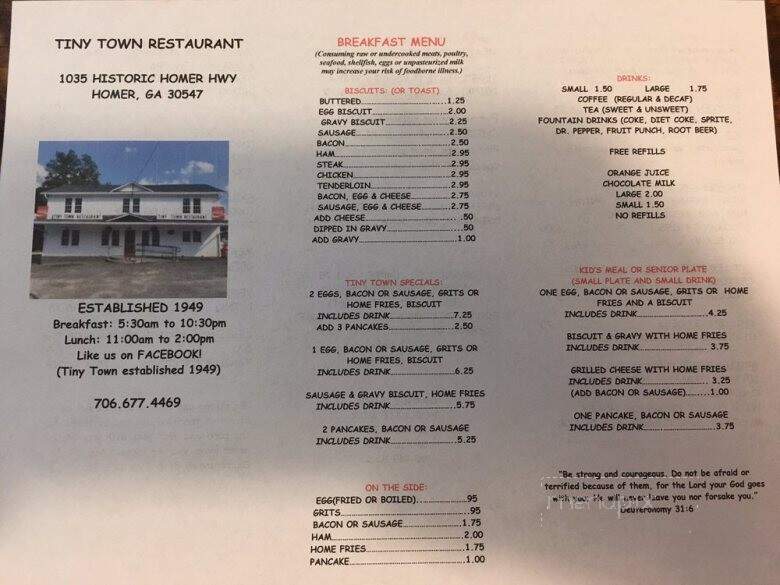 TINY TOWN RESTAURANT
1035 HISTORIC HOMER HWY
HOMER, GA 30547
TINY TOWN RESTAURANT
TINY TOWN RESTAURANT
ESTABLISHED 1949
Breakfast: 5:30am to 10:30pm
Lunch: 11:00am to 2:00pm
Like us on FACEBOOK!
(Tiny Town established 1949)
706.677.4469
BREAKFAST MENU
(Consuming raw or undercooked meats, poultry,
seafood, shellfish, eggs or unpasteurized milk
may increase your risk of foodborne illness.)
BISCUITS: (OR TOAST)
BUTTERED..............................1.25
EGG BISCUIT..........................2.00
GRAVY BISCUIT......................2.25
SAUSAGE...............................2.50
BACON...................................2.50
HAM.......................................2.95
STEAK....................................2.95
CHICKEN................................2.95
TENDERLOIN..........................2.95
BACON, EGG & CHEESE..........2.75
SAUSAGE, EGG & CHEESE.......2.75
ADD CHEESE............................ .50
DIPPED IN GRAVY....................50
ADD GRAVY............................1.00
TINY TOWN SPECIALS:
2 EGGS, BACON OR SAUSAGE, GRITS OR
HOME FRIES, BISCUIT
INCLUDES DRINK......................7.25
ADD 3 PANCAKES....................2.50
1 EGG, BACON OR SAUSAGE, GRITS OR
HOME FRIES, BISCUIT
INCLUDES DRINK......................6.25
SAUSAGE & GRAVY BISCUIT, HOME FRIES
INCLUDES DRINK......................5.75
2 PANCAKES, BACON OR SAUSAGE
INCLUDES DRINK......................5.25
ON THE SIDE:
EGG(FRIED OR BOILED)................95
GRITS..........................................95
BACON OR SAUSAGE................1.75
HAM..........................................2.00
HOME FRIES.............................1.75
PANCAKE..................................1.00
DRINKS:
SMALL 1.50 LARGE 1.75
COFFEE (REGULAR & DECAF)
TEA (SWEET & UNSWEET)
FOUNTAIN DRINKS (COKE, DIET COKE, SPRITE,
DR. PEPPER, FRUIT PUNCH, ROOT BEER)
FREE REFILLS
ORANGE JUICE
CHOCOLATE MILK
LARGE 2.00
SMALL 1.50
NO REFILLS
KID'S MEAL OR SENIOR PLATE
(SMALL PLATE AND SMALL DRINK)
ONE EGG, BACON OR SAUSAGE, GRITS OR HOME
FRIES AND A BISCUIT
INCLUDES DRINK......................4.25
BISCUIT & GRAVY WITH HOME FRIES
INCLUDES DRINK...................... 3.75
GRILLED CHEESE WITH HOME FRIES
INCLUDES DRINK...................... 3.25
(ADD BACON OR SAUSAGE)........1.00
ONE PANCAKE, BACON OR SAUSAGE
INCLUDES DRINK......................3.75
"Be strong and courageous. Do not be afraid or
terrified because of them, for the Lord your God goes
with you; He will never leave you nor forsake you."
Deuteronomy 31:6
menupix